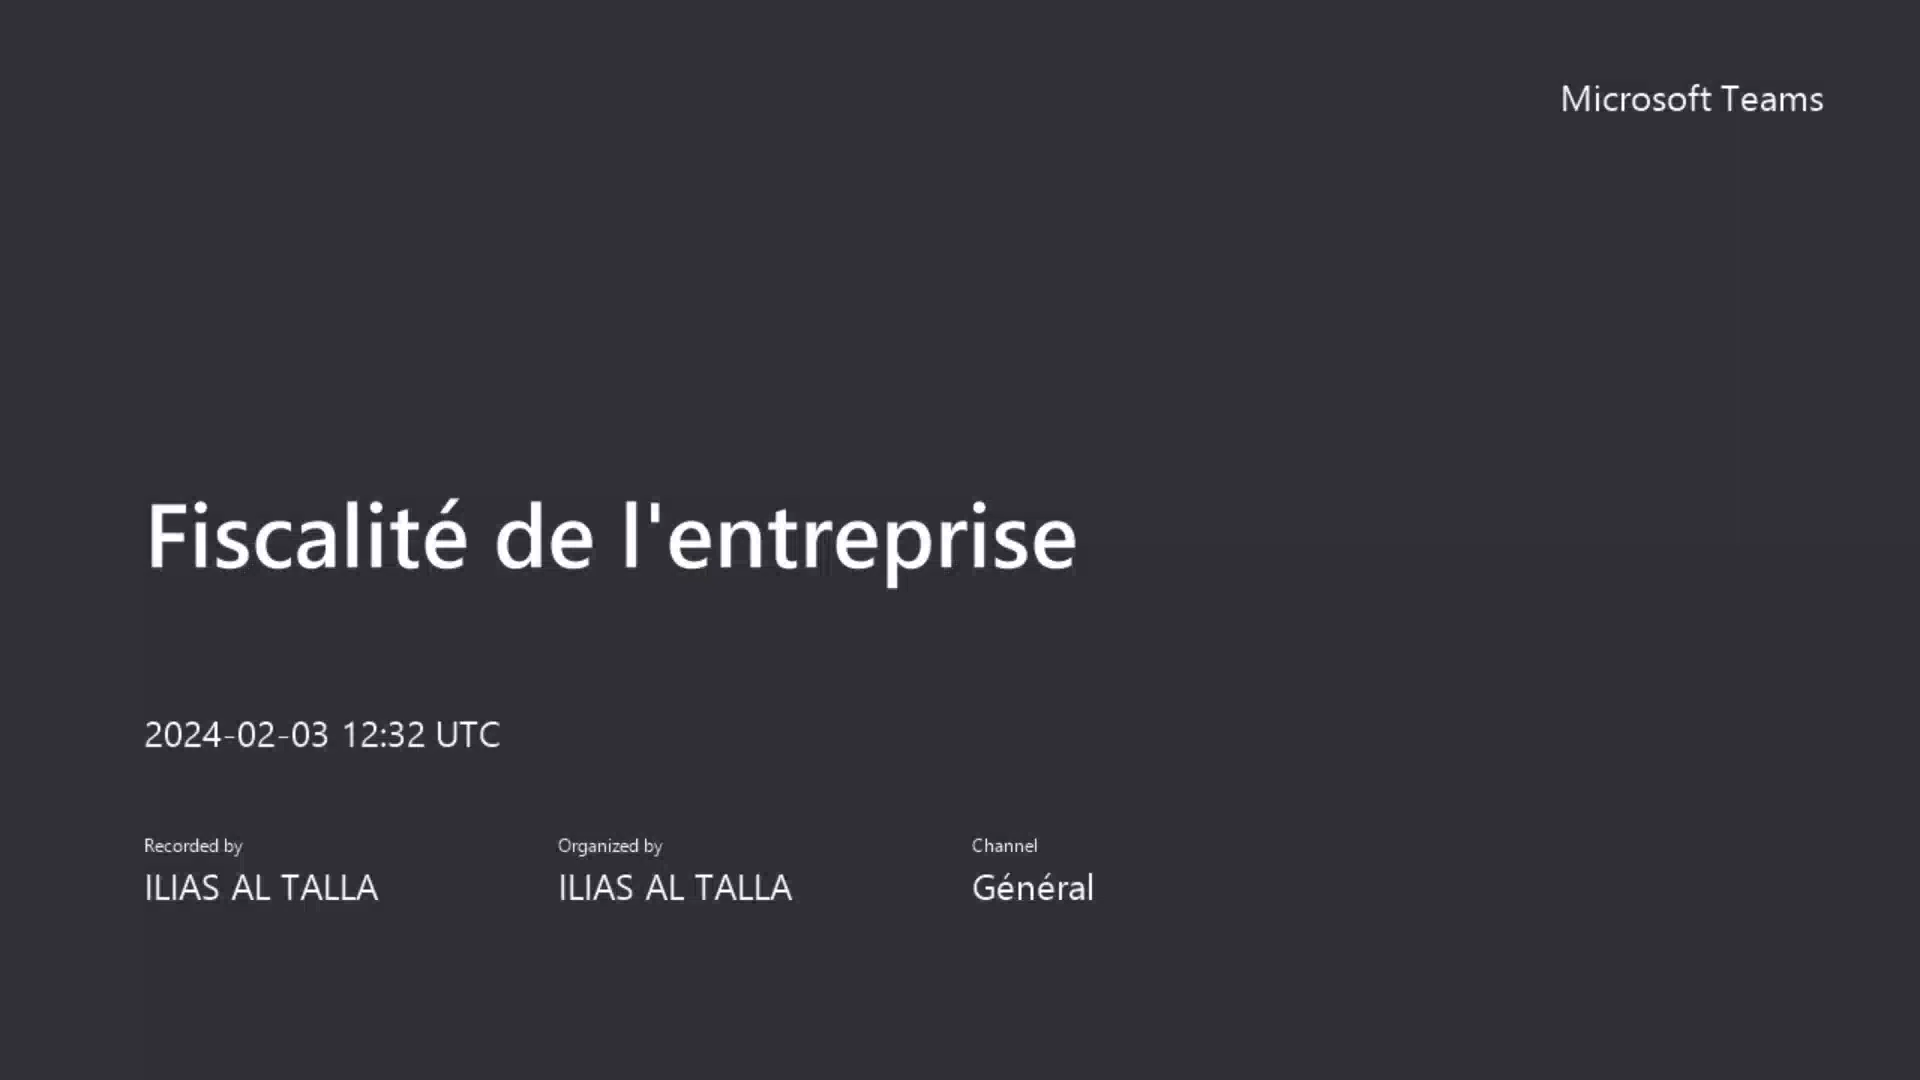 Microsoft Teams
Fiscalité de l'entreprise
2024-02-03 12:32 UTC
Recorded by
ILIAS AL TALLA
Organized by
ILIAS AL TALLA
Channel
Général